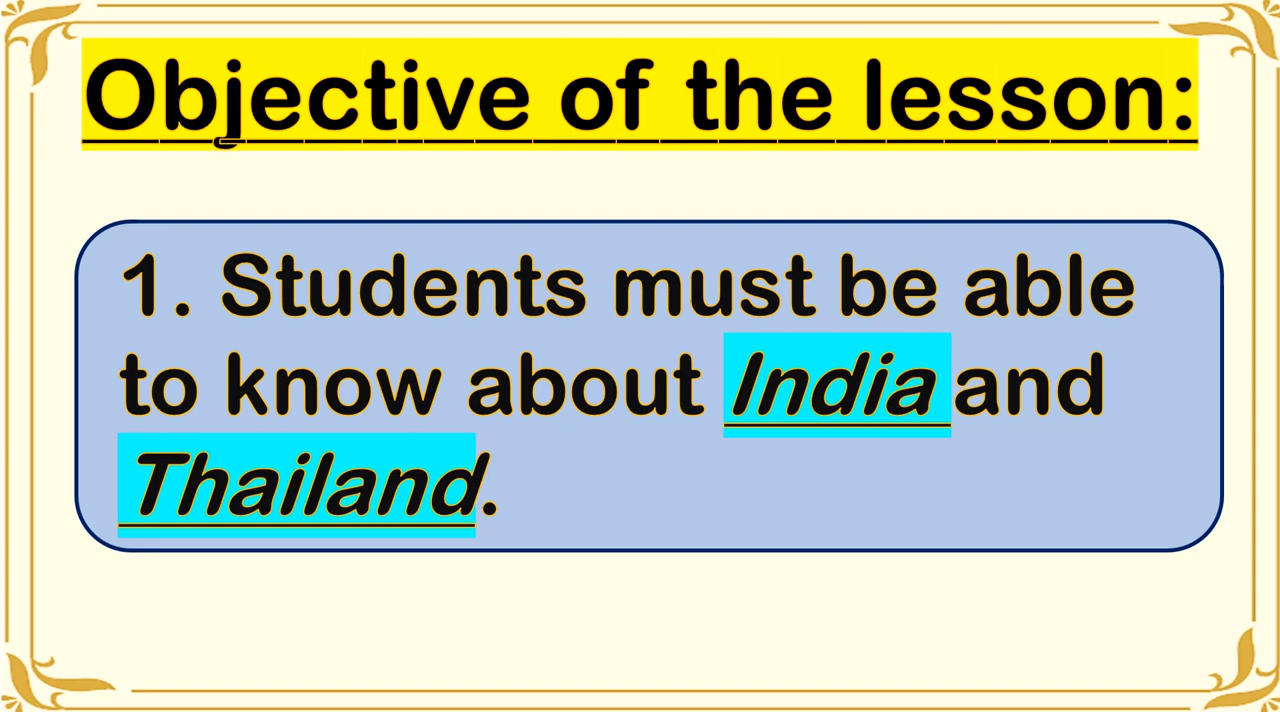 Objective of the lesson:
1. Students must be able
to know about India and
Thailand.